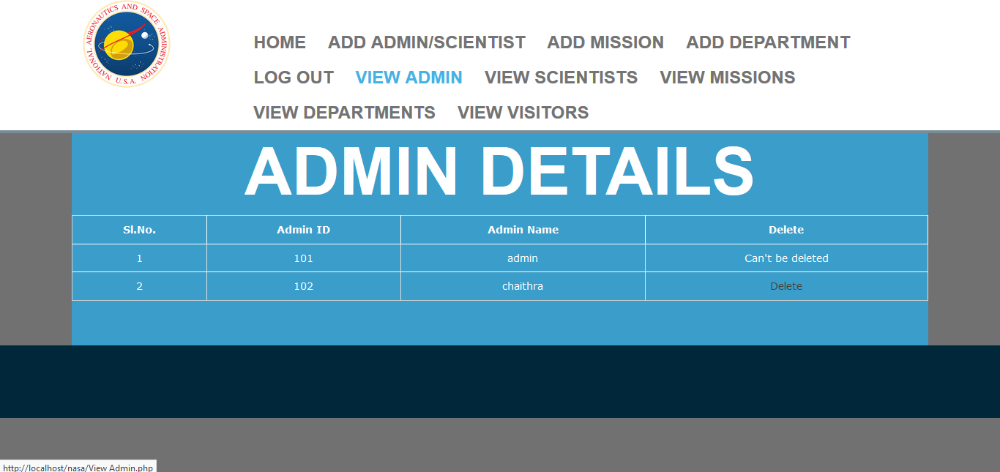 NATIONAL AERONAUTICS AND SPACE ADMINISTRATION
U.S.A.
HOME ADD ADMIN/SCIENTIST ADD MISSION ADD DEPARTMENT
LOG OUT VIEW ADMIN VIEW SCIENTISTS VIEW MISSIONS
VIEW DEPARTMENTS VIEW VISITORS
ADMIN DETAILS
Sl.No. Admin ID Admin Name Delete
1 101 admin Can't be deleted
2 102 chaithra Delete
http://localhost/nasa/View Admin.php